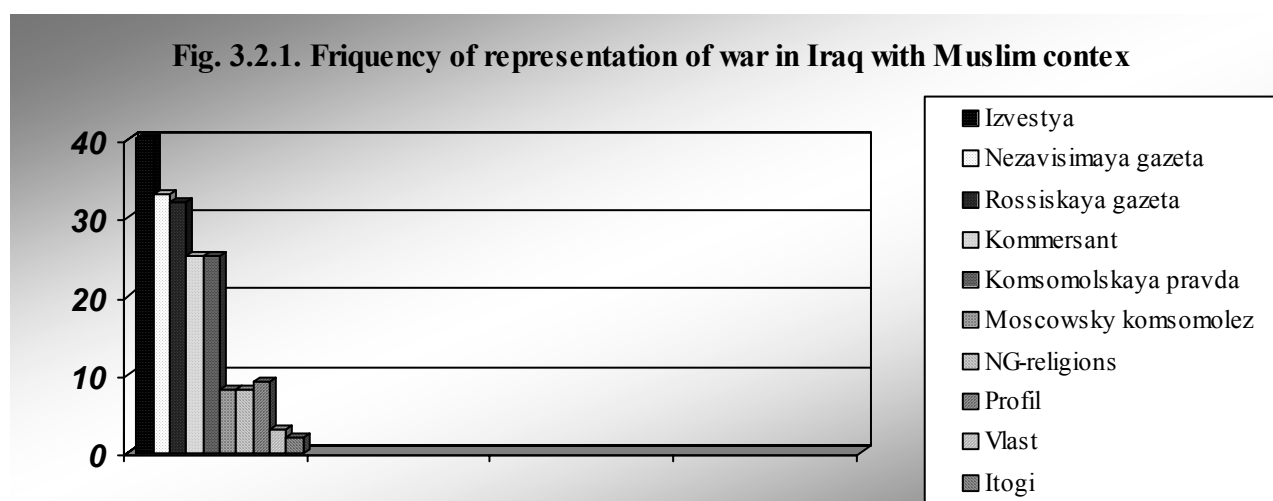 Fig. 3.2.1. Friquency of representation of war in Iraq with Muslim contex
40
30
20
10
0
Izvestya
Nezavisimaya gazeta
Rossiskaya gazeta
Kommersant
Komsomolskaya pravda
Moscowsky komsomolez
NG-religions
Profil
Vlast
Itogi